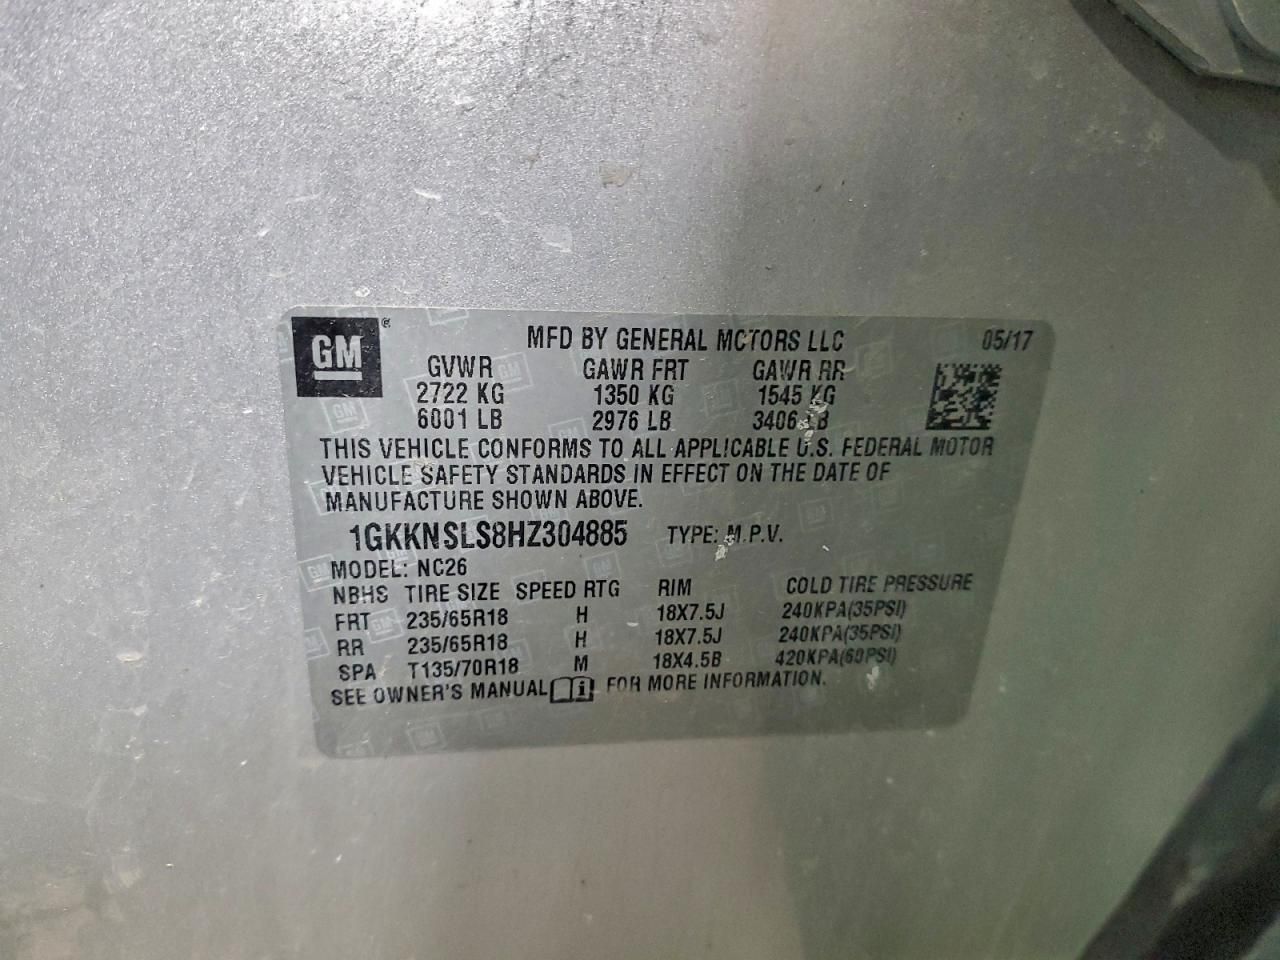 GM ®
MFD BY GENERAL MOTORS LLC 05/17
GVWR GAWR FRT GAWR RR
2722 KG 1350 KG 1545 KG
6001 LB 2976 LB 3406 LB
THIS VEHICLE CONFORMS TO ALL APPLICABLE U.S. FEDERAL MOTOR
VEHICLE SAFETY STANDARDS IN EFFECT ON THE DATE OF
MANUFACTURE SHOWN ABOVE.
1GKKNSLS8HZ304885 TYPE: M.P.V.
MODEL: NC26
NBHS TIRE SIZE SPEED RTG RIM COLD TIRE PRESSURE
FRT 235/65R18 H 18X7.5J 240KPA(35PSI)
RR 235/65R18 H 18X7.5J 240KPA(35PSI)
SPA T135/70R18 M 18X4.5B 420KPA(60PSI)
SEE OWNER'S MANUAL FOR MORE INFORMATION.